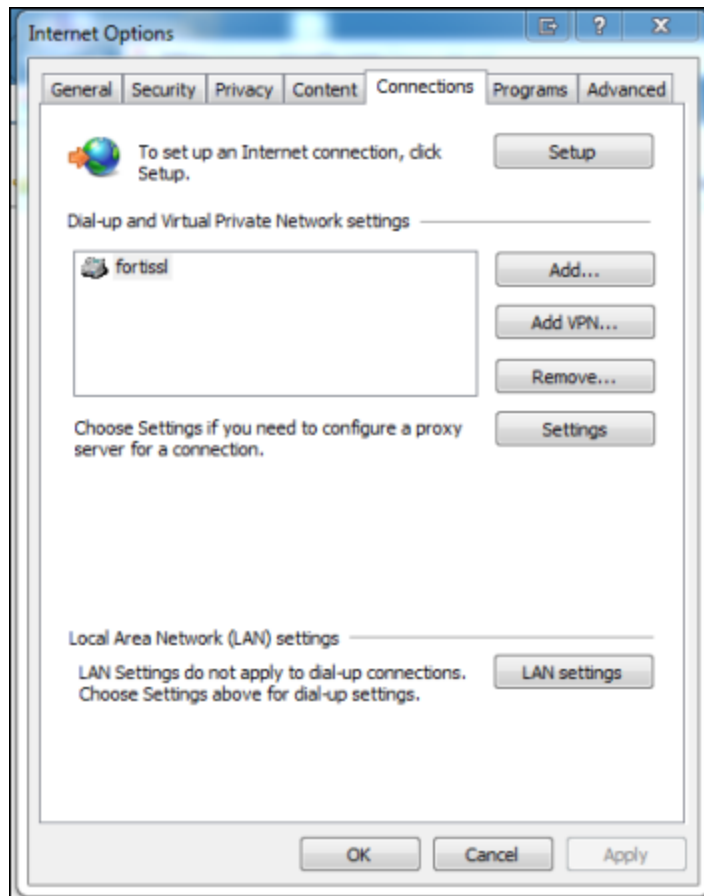 Internet Options
General Security Privacy Content Connections Programs Advanced
To set up an Internet connection, click
Setup.
Setup
Dial-up and Virtual Private Network settings
fortissl
Add...
Add VPN...
Remove...
Choose Settings if you need to configure a proxy
server for a connection.
Settings
Local Area Network (LAN) settings
LAN Settings do not apply to dial-up connections.
Choose Settings above for dial-up settings.
LAN settings
OK Cancel Apply